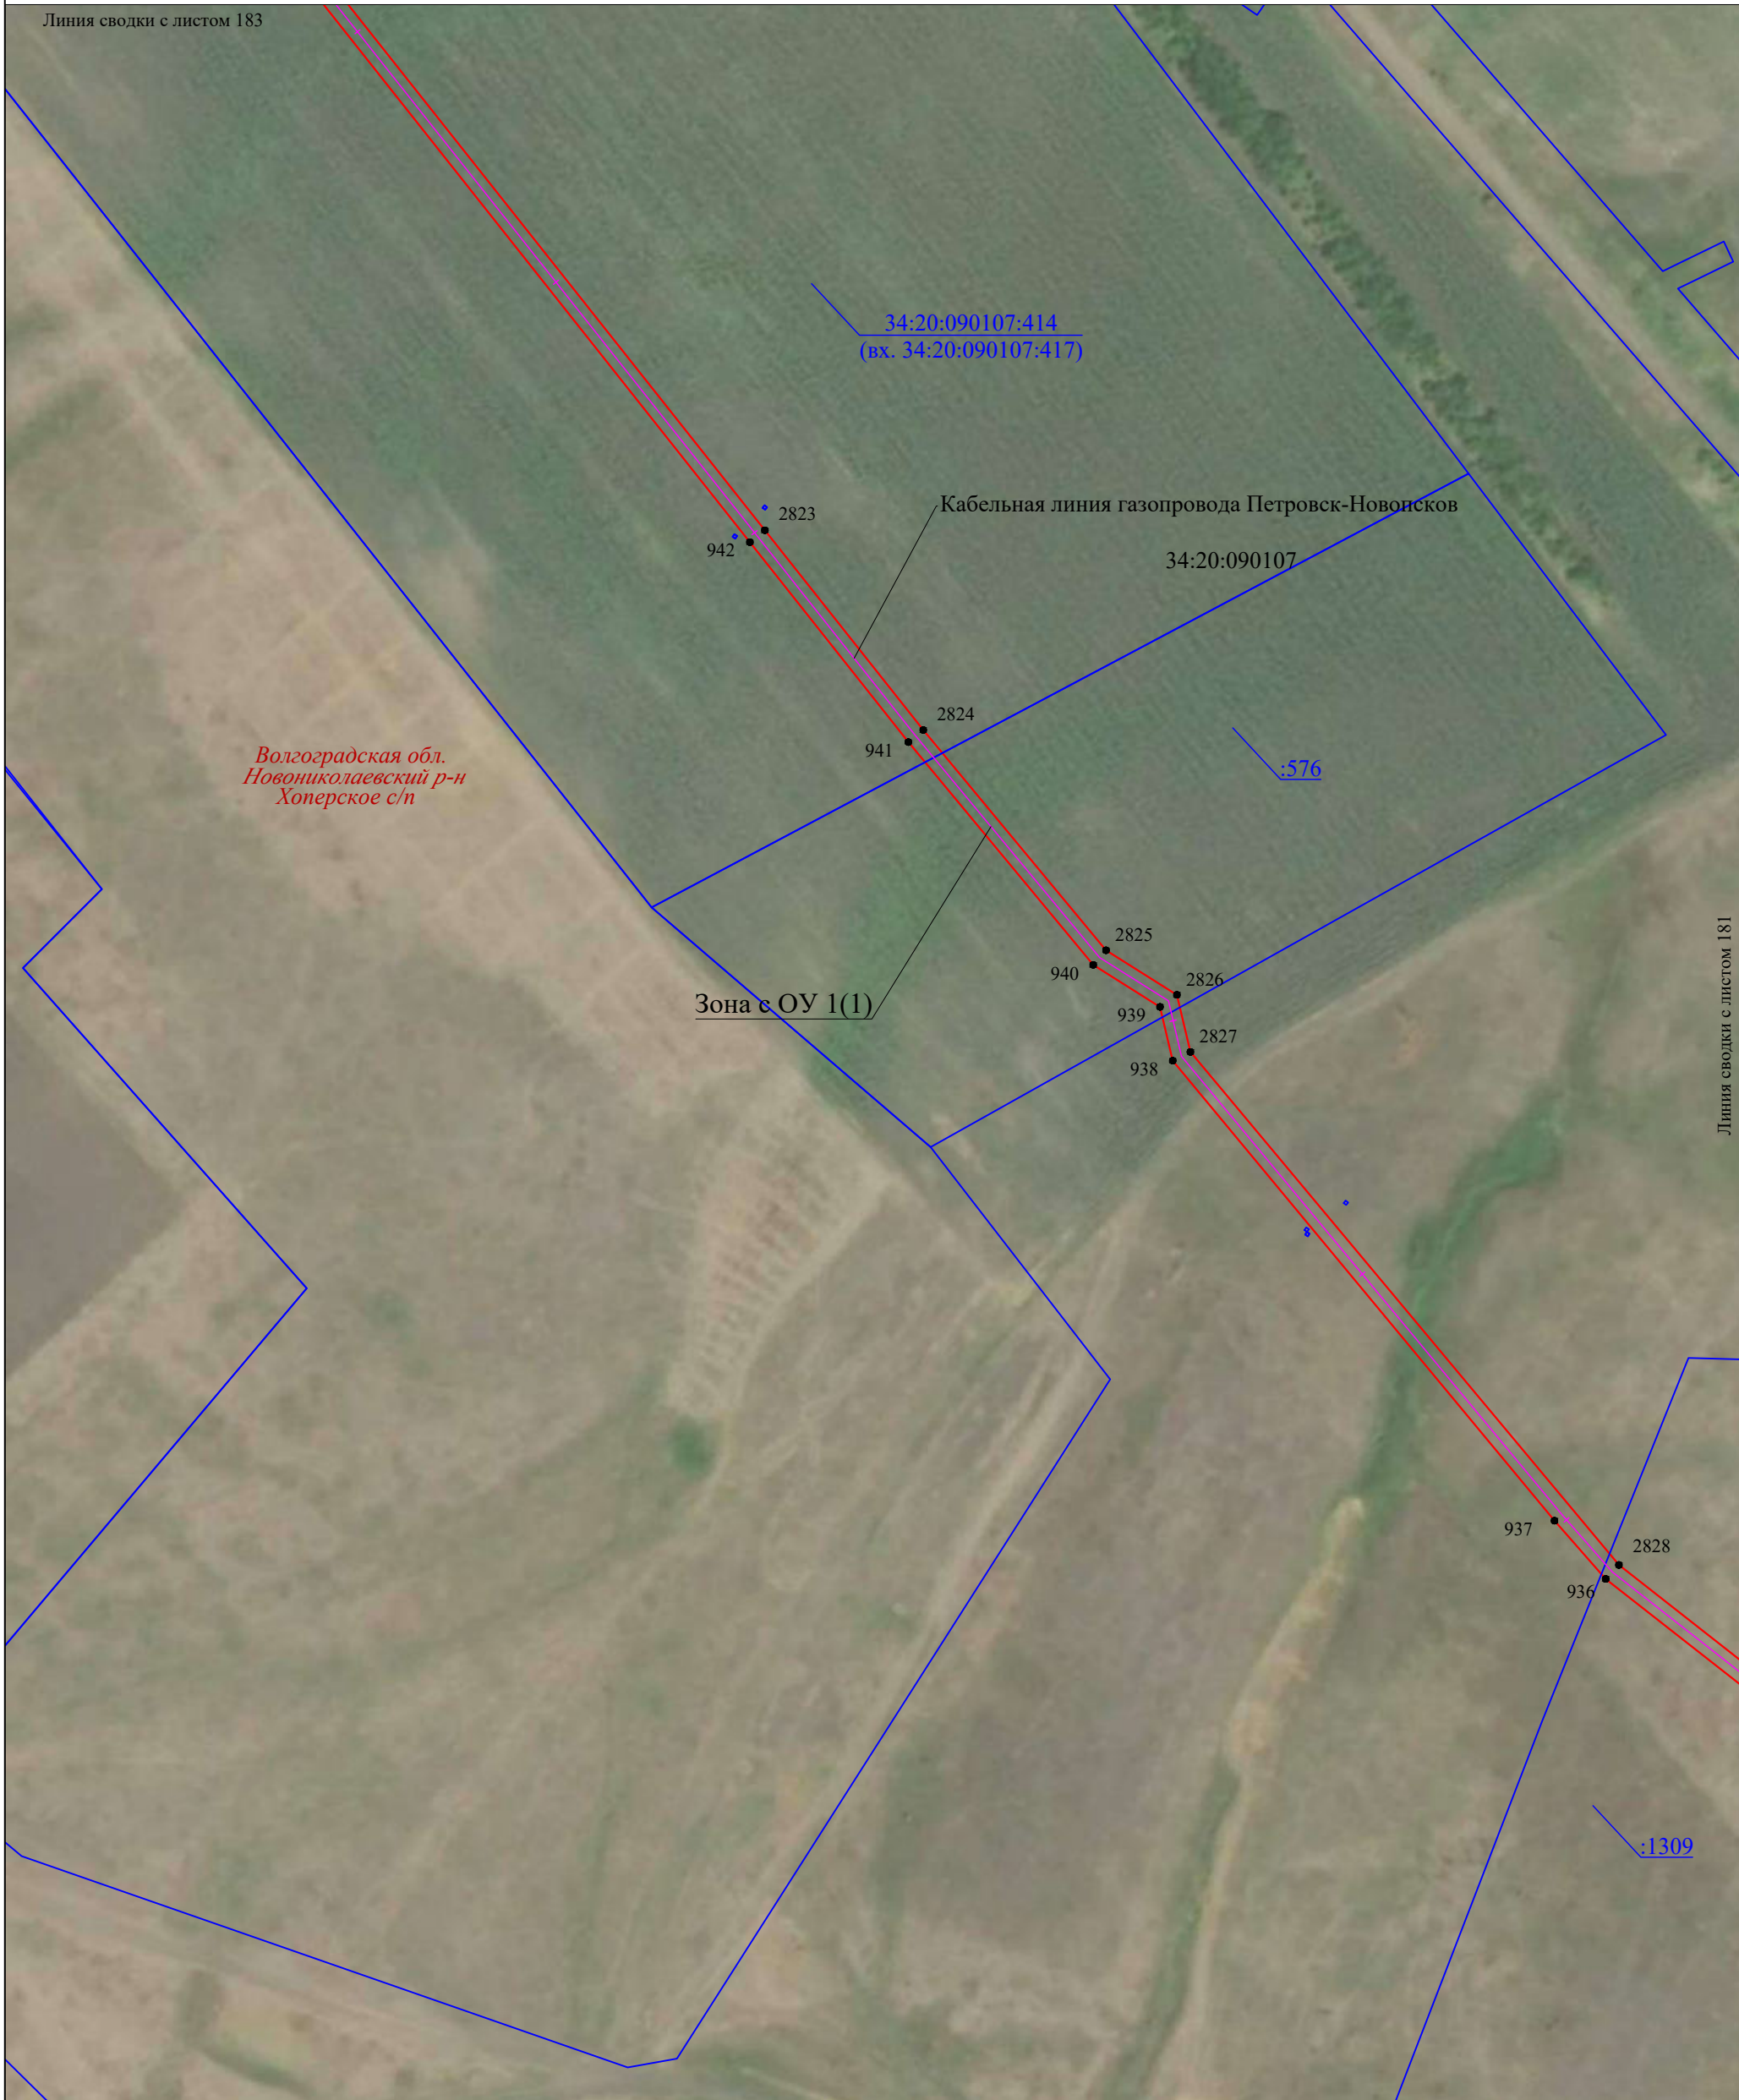 Линия сводки с листом 183
34:20:090107:414
(вх. 34:20:090107:417)
Кабельная линия газопровода Петровск-Новопсков
2823
942
34:20:090107
2824
941
Волгоградская обл.
Новониколаевский р-н
Хоперское с/п
:576
2825
940
2826
939
Зона с ОУ 1(1)
2827
938
Линия сводки с листом 181
937
2828
936
:1309